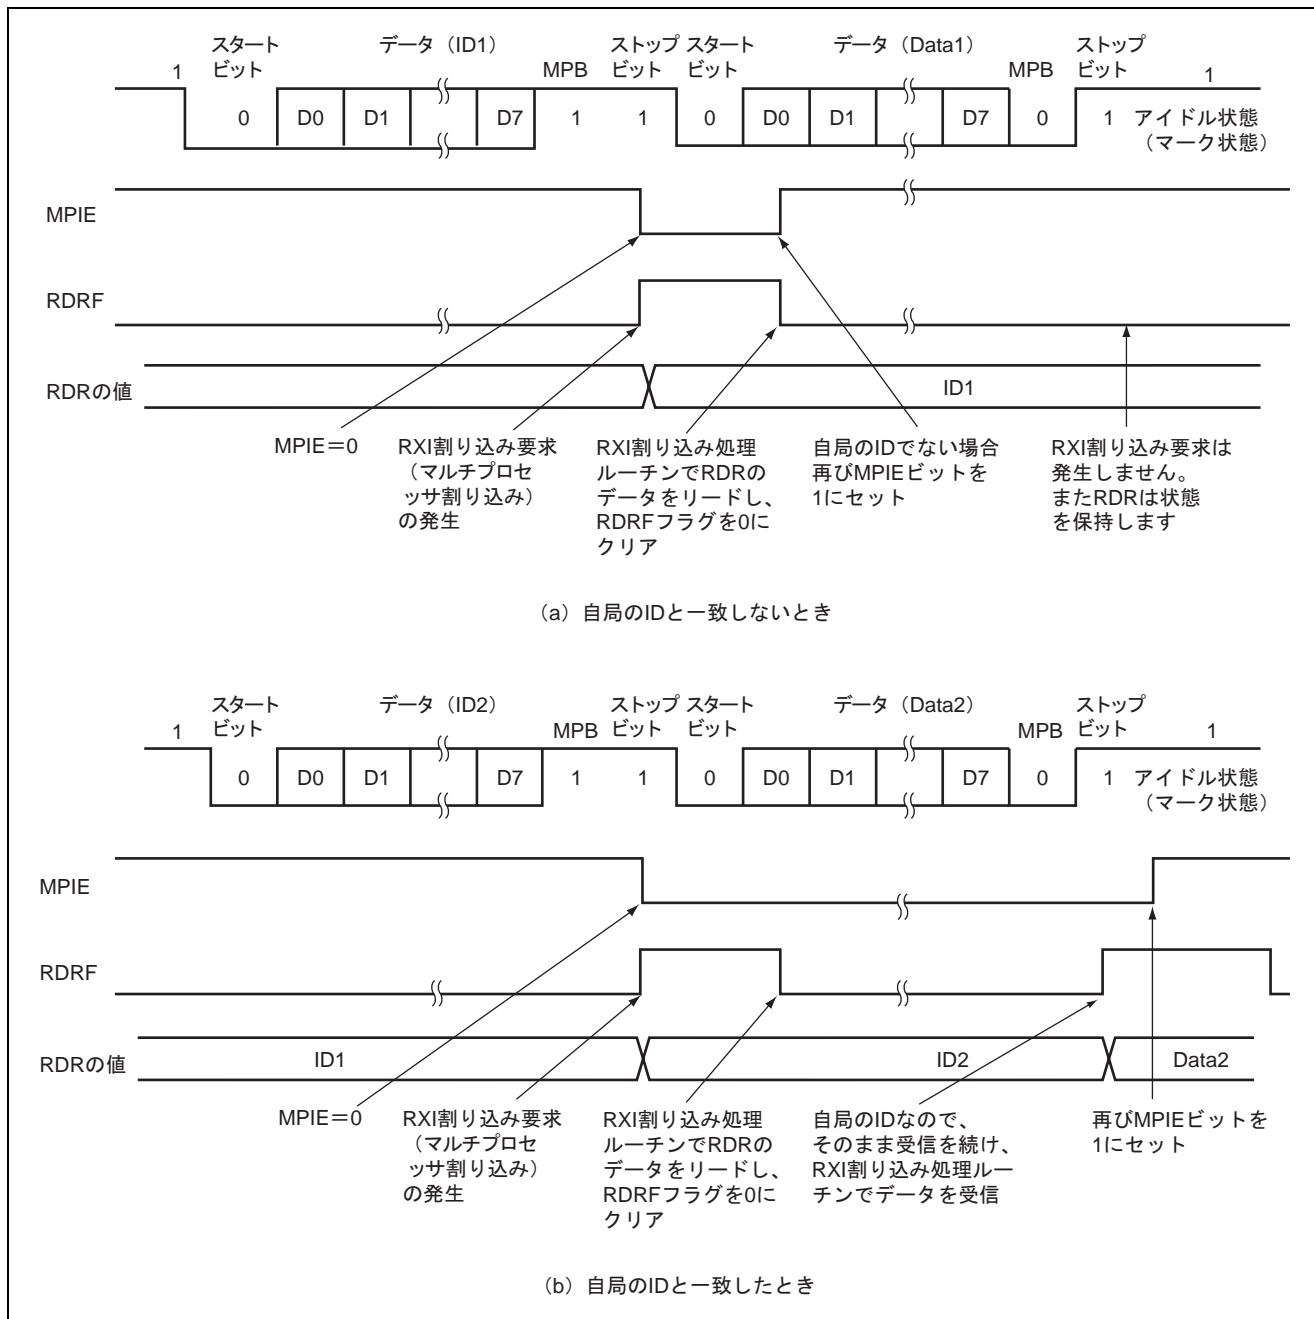 スタート データ（ID1） ストップ スタート データ（Data1） ストップ
1 ビット MPB ビット ビット MPB ビット 1
0 D0 D1 D7 1 1 0 D0 D1 D7 0 1 アイドル状態
（マーク状態）
MPIE
RDRF
RDRの値 ID1
MPIE＝0
RXI割り込み要求
（マルチプロセ
ッサ割り込み）
の発生
RXI割り込み処理
ルーチンでRDRの
データをリードし、
RDRFフラグを0に
クリア
自局のIDでない場合
再びMPIEビットを
1にセット
RXI割り込み要求は
発生しません。
またRDRは状態
を保持します
（a）自局のIDと一致しないとき
スタート データ（ID2） ストップ スタート データ（Data2） ストップ
1 ビット MPB ビット ビット MPB ビット 1
0 D0 D1 D7 1 1 0 D0 D1 D7 0 1 アイドル状態
（マーク状態）
MPIE
RDRF
RDRの値 ID1 ID2 Data2
MPIE＝0
RXI割り込み要求
（マルチプロセ
ッサ割り込み）
の発生
RXI割り込み処理
ルーチンでRDRの
データをリードし、
RDRFフラグを0に
クリア
自局のIDなので、
そのまま受信を続け、
RXI割り込み処理ルー
チンでデータを受信
再びMPIEビットを
1にセット
（b）自局のIDと一致したとき